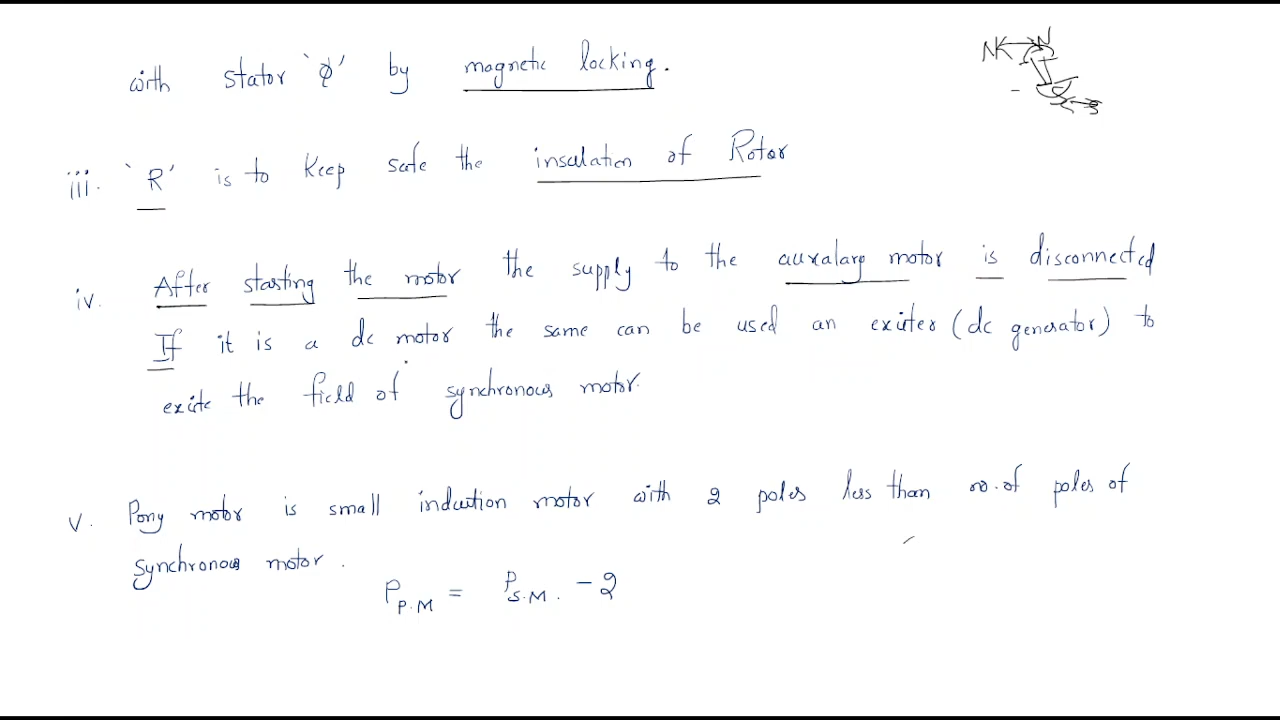 N N
S
with stator 'ϕ' by magnetic locking.
iii. 'R' is to keep safe the insulation of Rotor
iv. After starting the motor the supply to the auxalary motor is disconnected
If it is a dc motor the same can be used an exciter (dc generator) to
excite the field of synchronous motor.
v. Pony motor is small induction motor with 2 poles less than no. of poles of
synchronous motor.
P P.M = P S.M. - 2